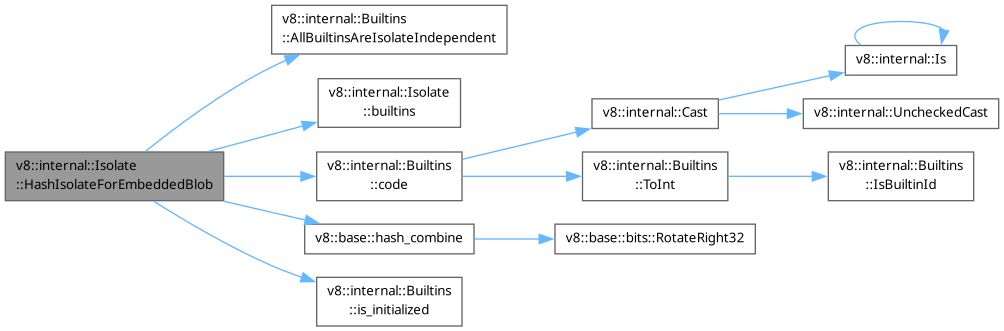 v8::internal::Isolate
::HashIsolateForEmbeddedBlob
v8::internal::Builtins
::AllBuiltinsAreIsolateIndependent
v8::internal::Isolate
::builtins
v8::internal::Builtins
::code
v8::internal::Cast
v8::internal::Is
v8::internal::UncheckedCast
v8::internal::Builtins
::ToInt
v8::internal::Builtins
::IsBuiltinId
v8::base::hash_combine
v8::base::bits::RotateRight32
v8::internal::Builtins
::is_initialized